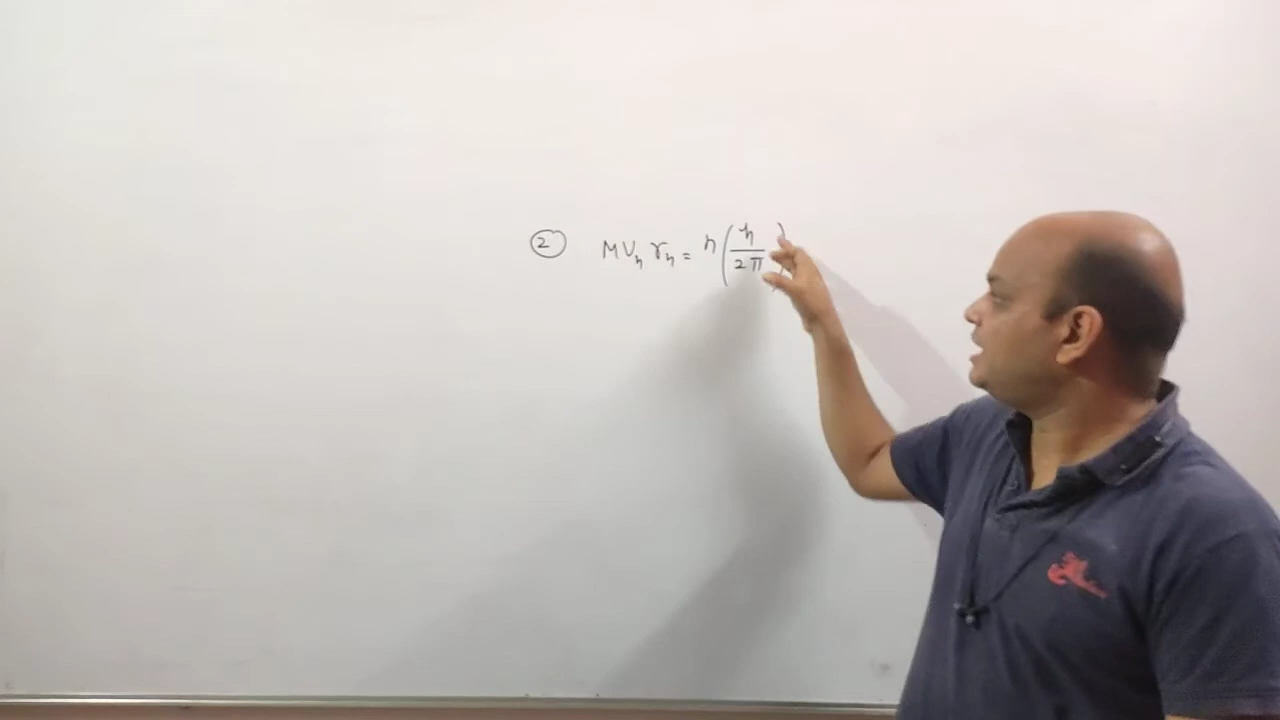 ② MVₙ rₙ = n(h/2π)